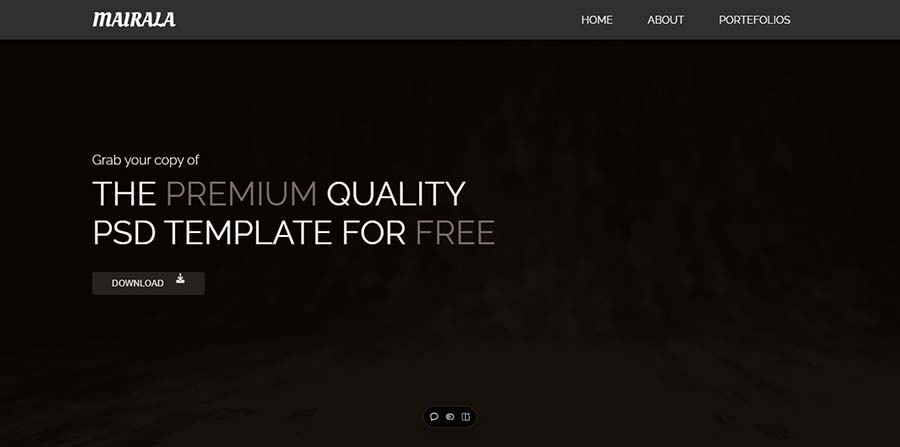 MAIRALA
HOME ABOUT PORTEFOLIOS
Grab your copy of
THE PREMIUM QUALITY
PSD TEMPLATE FOR FREE
DOWNLOAD